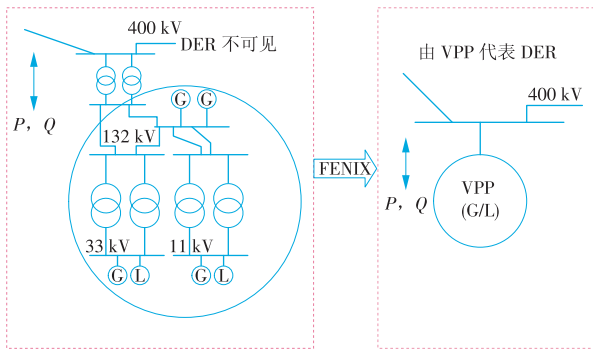 400 kV
DER 不可见
P，Q
G G
132 kV
33 kV 11 kV
G L G L
FENIX
由 VPP 代表 DER
400 kV
P，Q
VPP
(G/L)